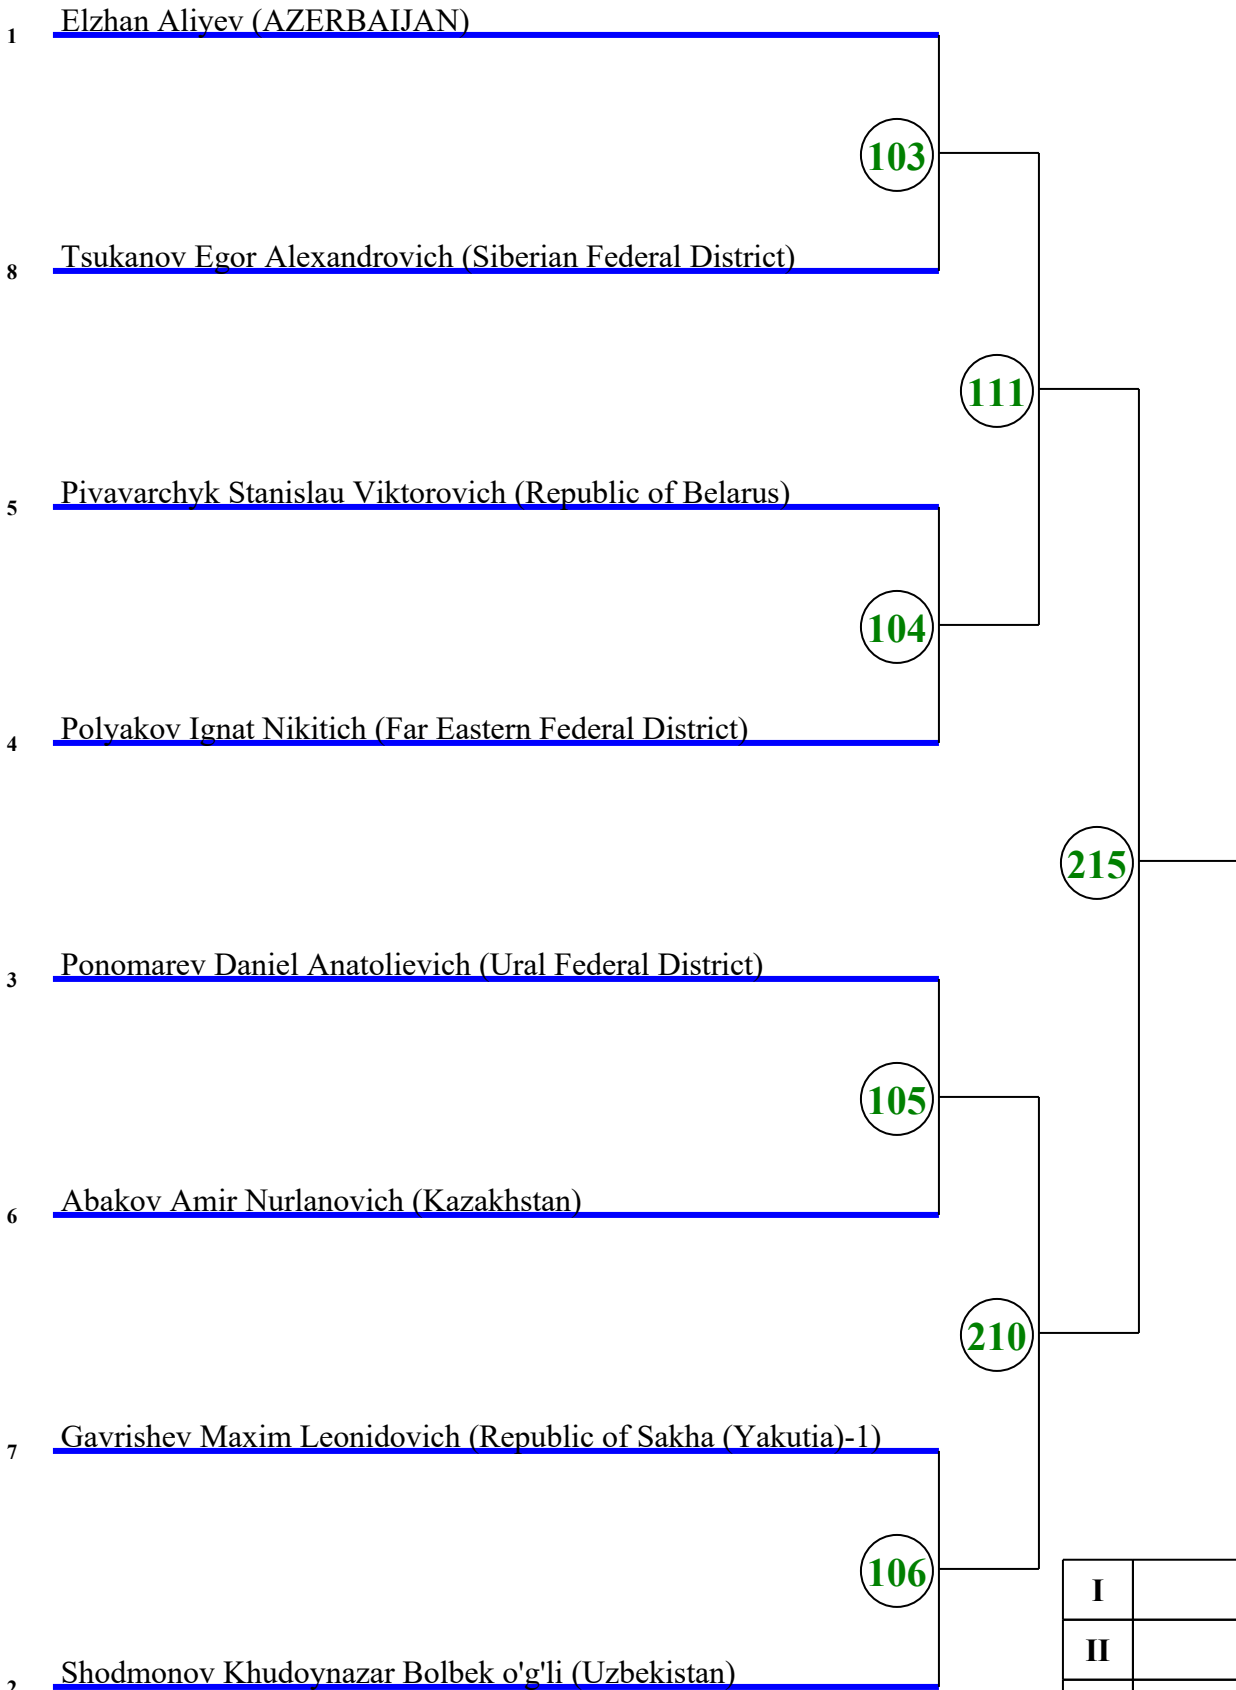 1 Elzhan Aliyev (AZERBAIJAN)
103
8 Tsukanov Egor Alexandrovich (Siberian Federal District)
111
5 Pivavarchyk Stanislau Viktorovich (Republic of Belarus)
104
4 Polyakov Ignat Nikitich (Far Eastern Federal District)
215
3 Ponomarev Daniel Anatolievich (Ural Federal District)
105
6 Abakov Amir Nurlanovich (Kazakhstan)
210
7 Gavrishev Maxim Leonidovich (Republic of Sakha (Yakutia)-1)
106
I
II
2 Shodmonov Khudoynazar Bolbek o'g'li (Uzbekistan)